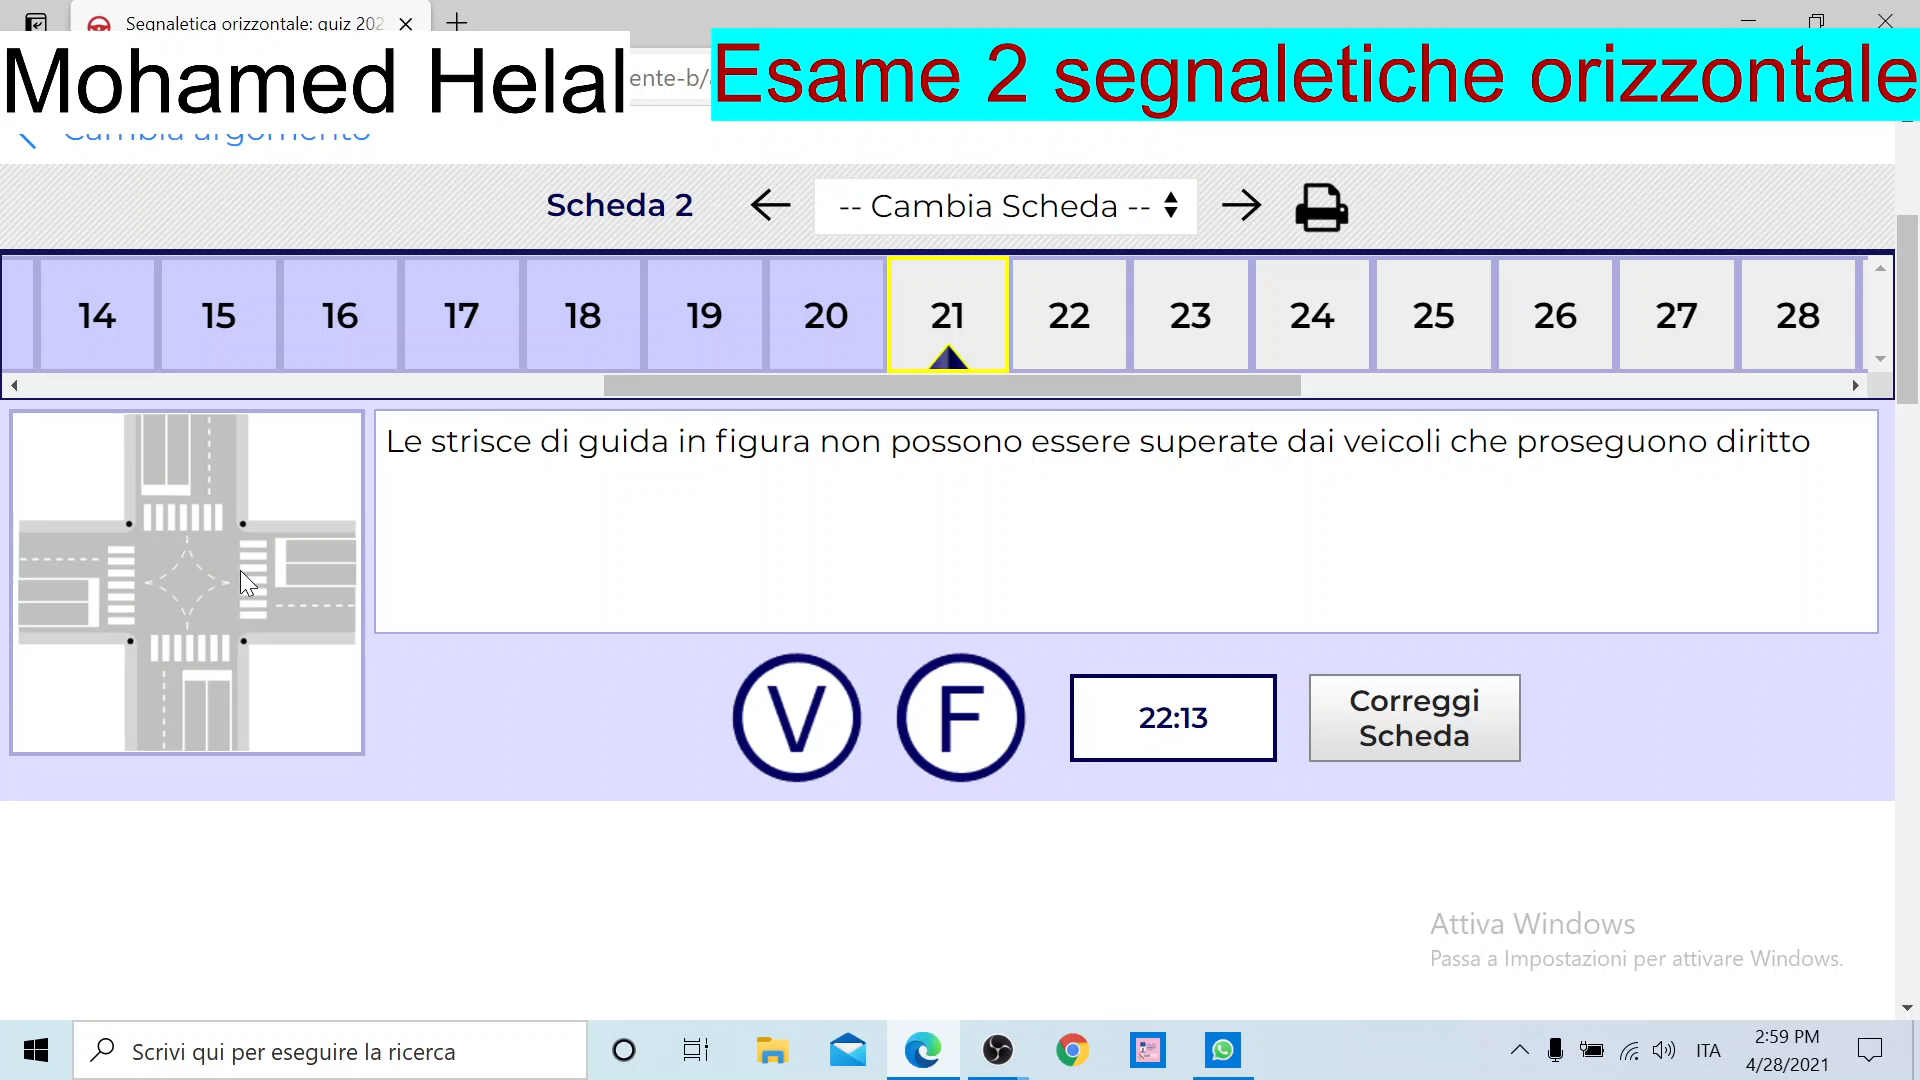 Segnaletica orizzontale: quiz 202
Mohamed Helal
ente-b/
Esame 2 segnaletiche orizzontale
Cambia argomento
Scheda 2
-- Cambia Scheda --
14 15 16 17 18 19 20 21 22 23 24 25 26 27 28
Le strisce di guida in figura non possono essere superate dai veicoli che proseguono diritto
V F
22:13
Correggi
Scheda
Attiva Windows
Passa a Impostazioni per attivare Windows.
Scrivi qui per eseguire la ricerca
ITA
2:59 PM
4/28/2021